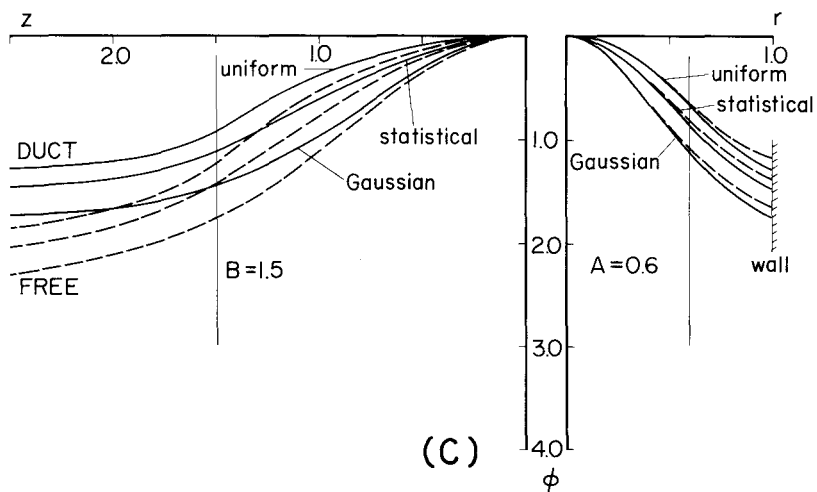 z
r
2.0
1.0
1.0
uniform
uniform
statistical
statistical
DUCT
1.0
Gaussian
Gaussian
2.0
FREE
B=1.5
A=0.6
wall
3.0
(C)
4.0
φ